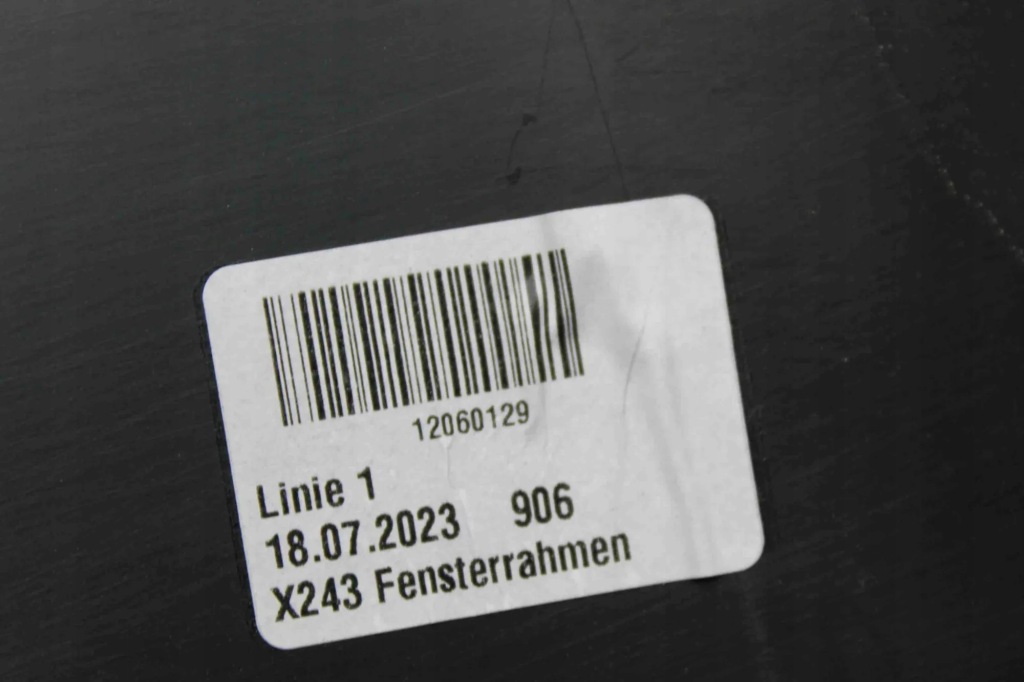 12060129
Linie 1
18.07.2023 906
X243 Fensterrahmen